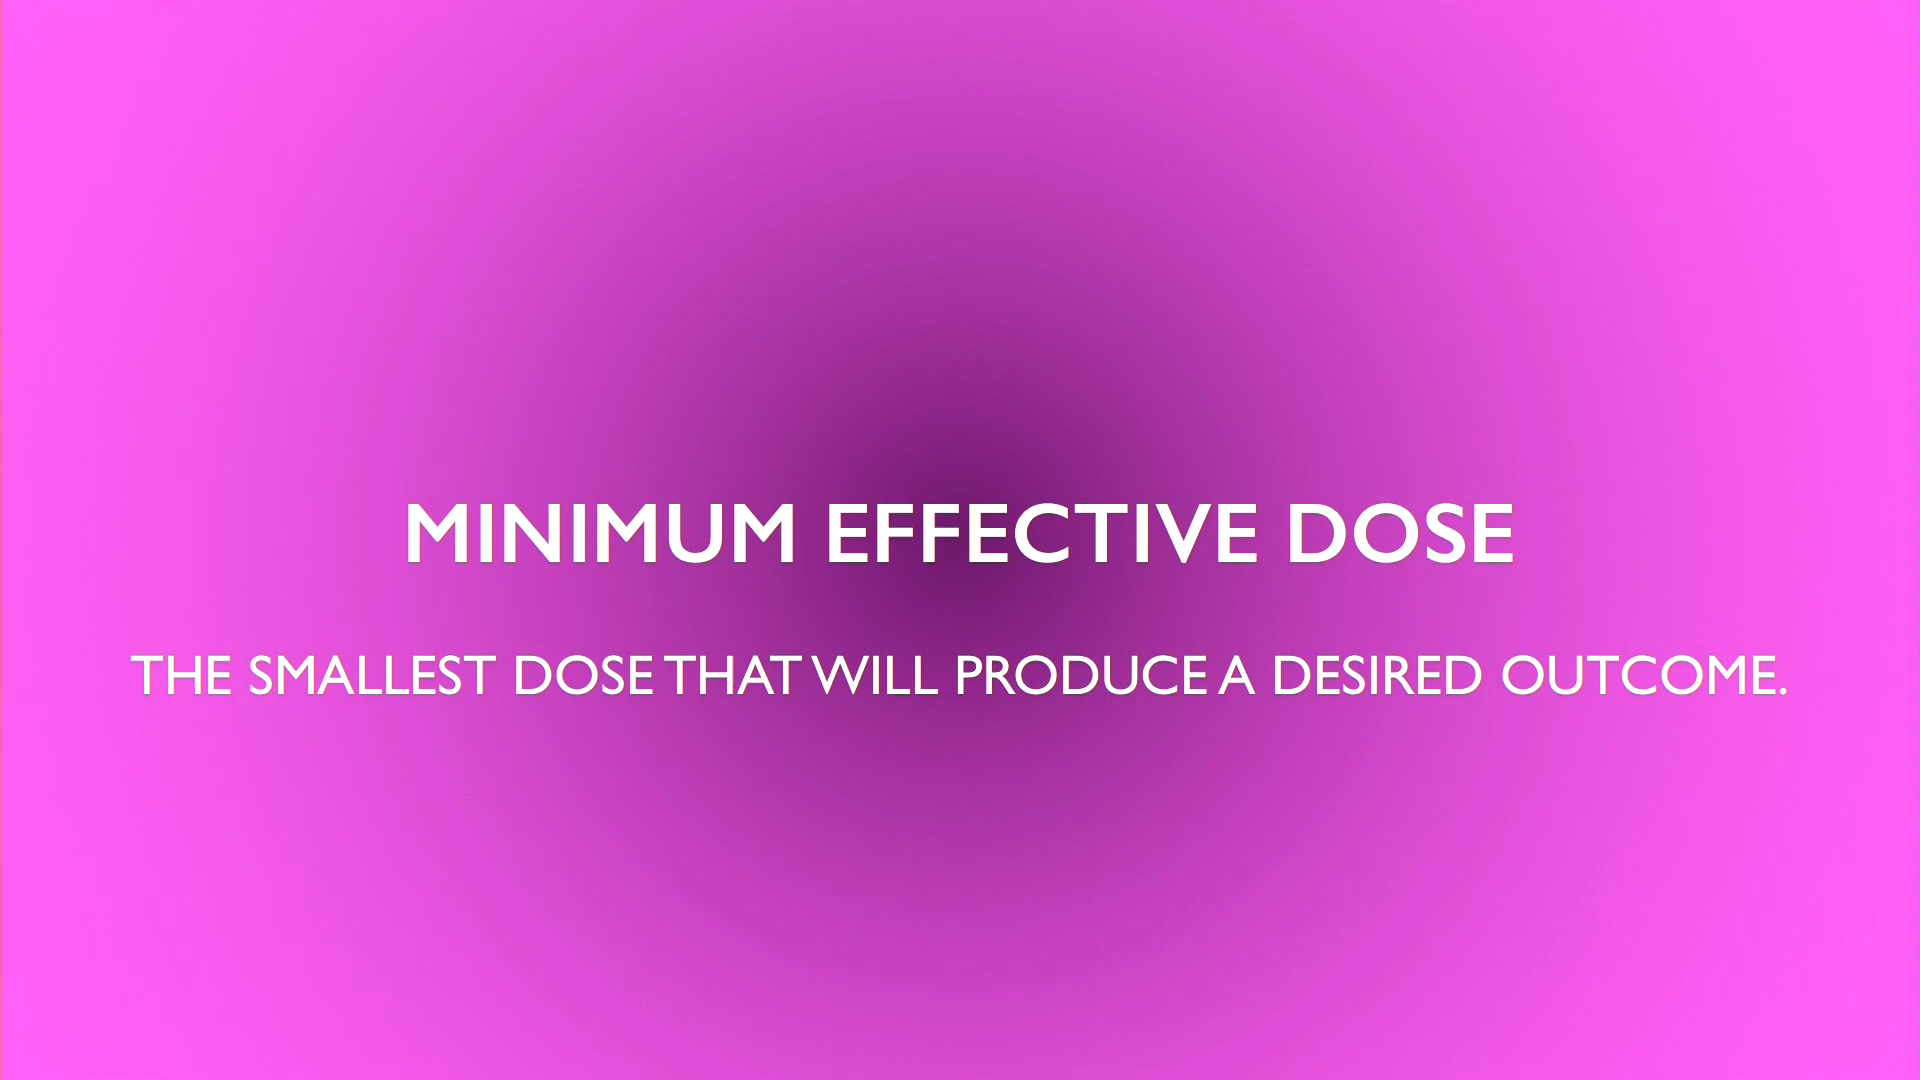 MINIMUM EFFECTIVE DOSE
THE SMALLEST DOSE THAT WILL PRODUCE A DESIRED OUTCOME.